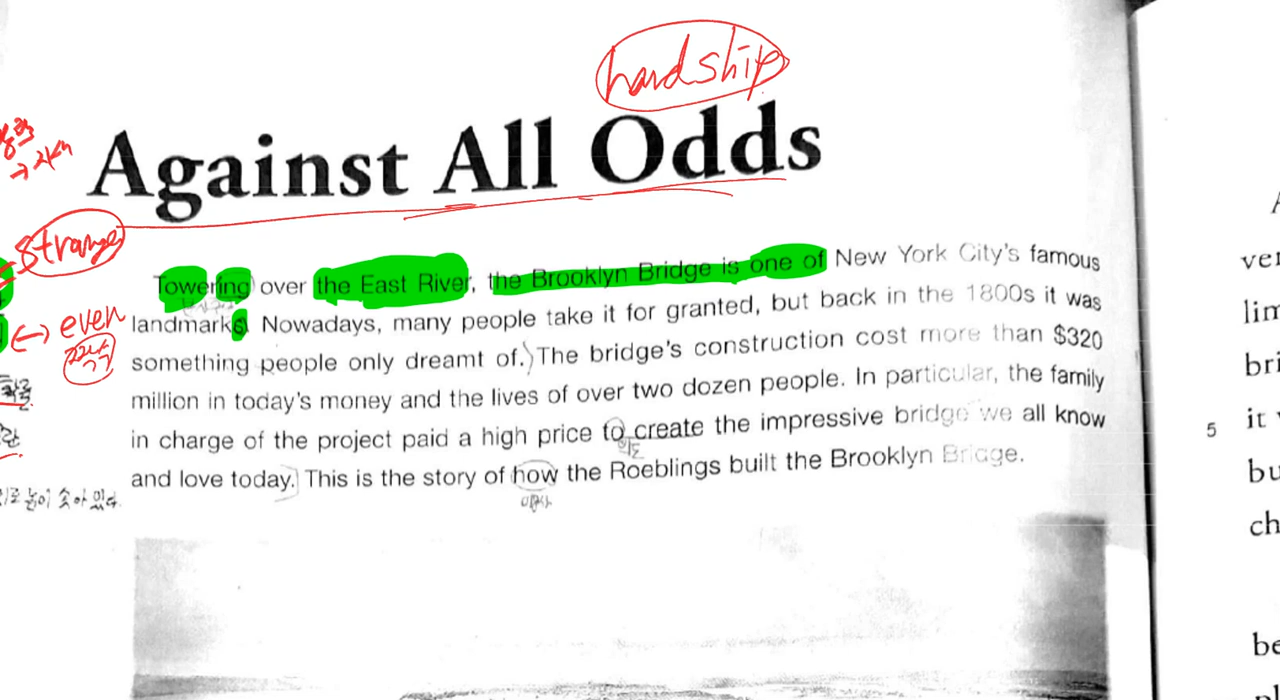 hardship
Against All Odds
strange
Towering over the East River, the Brooklyn Bridge is one of New York City's famous
landmarks. Nowadays, many people take it for granted, but back in the 1800s it was
even
something people only dreamt of. The bridge's construction cost more than $320
million in today's money and the lives of over two dozen people. In particular, the family
in charge of the project paid a high price to create the impressive bridge we all know
and love today. This is the story of how the Roeblings built the Brooklyn Bridge.
5
it